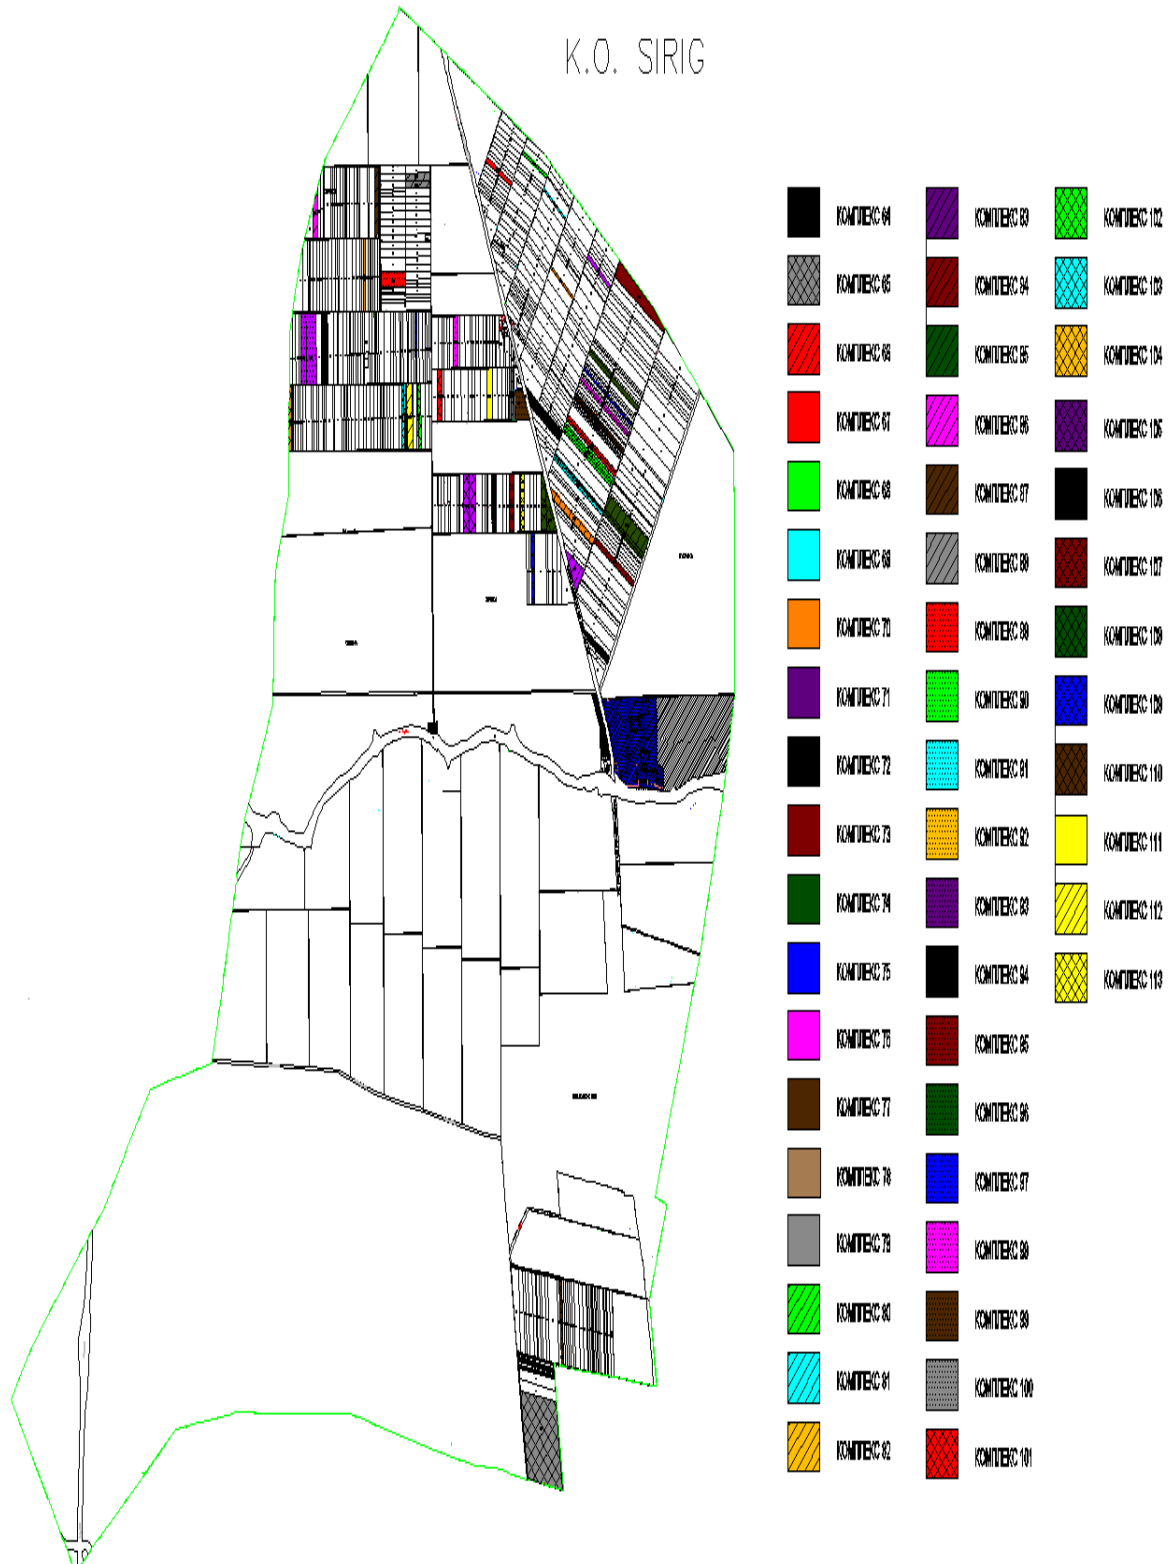 K.O. SIRIG
КОМПЛЕКС 64
КОМПЛЕКС 65
КОМПЛЕКС 66
КОМПЛЕКС 67
КОМПЛЕКС 68
КОМПЛЕКС 69
КОМПЛЕКС 70
КОМПЛЕКС 71
КОМПЛЕКС 72
КОМПЛЕКС 73
КОМПЛЕКС 74
КОМПЛЕКС 75
КОМПЛЕКС 76
КОМПЛЕКС 77
КОМПЛЕКС 78
КОМПЛЕКС 79
КОМПЛЕКС 80
КОМПЛЕКС 81
КОМПЛЕКС 82
КОМПЛЕКС 83
КОМПЛЕКС 84
КОМПЛЕКС 85
КОМПЛЕКС 86
КОМПЛЕКС 87
КОМПЛЕКС 88
КОМПЛЕКС 89
КОМПЛЕКС 90
КОМПЛЕКС 91
КОМПЛЕКС 92
КОМПЛЕКС 93
КОМПЛЕКС 94
КОМПЛЕКС 95
КОМПЛЕКС 96
КОМПЛЕКС 97
КОМПЛЕКС 98
КОМПЛЕКС 99
КОМПЛЕКС 100
КОМПЛЕКС 101
КОМПЛЕКС 102
КОМПЛЕКС 103
КОМПЛЕКС 104
КОМПЛЕКС 105
КОМПЛЕКС 106
КОМПЛЕКС 107
КОМПЛЕКС 108
КОМПЛЕКС 109
КОМПЛЕКС 110
КОМПЛЕКС 111
КОМПЛЕКС 112
КОМПЛЕКС 113